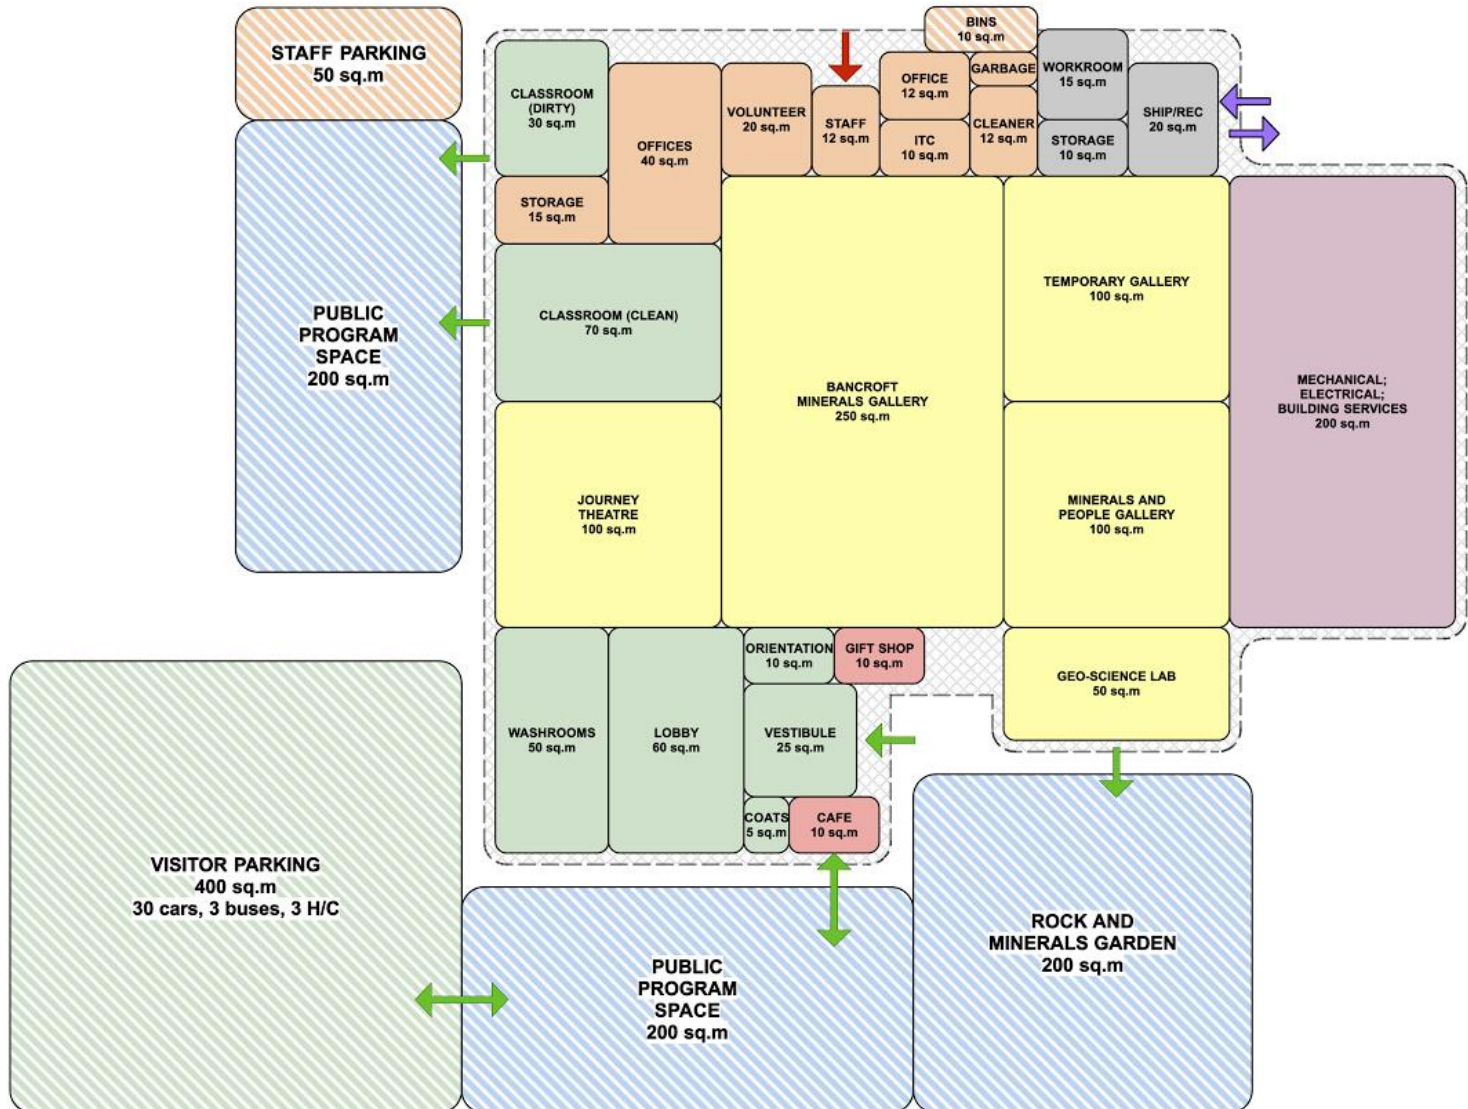 STAFF PARKING
50 sq.m
BINS
10 sq.m
CLASSROOM
(DIRTY)
30 sq.m
OFFICES
40 sq.m
VOLUNTEER
20 sq.m
STAFF
12 sq.m
OFFICE
12 sq.m
GARBAGE
WORKROOM
15 sq.m
SHIP/REC
20 sq.m
ITC
10 sq.m
CLEANER
12 sq.m
STORAGE
10 sq.m
STORAGE
15 sq.m
PUBLIC
PROGRAM
SPACE
200 sq.m
CLASSROOM (CLEAN)
70 sq.m
BANCROFT
MINERALS GALLERY
250 sq.m
TEMPORARY GALLERY
100 sq.m
MECHANICAL;
ELECTRICAL;
BUILDING SERVICES
200 sq.m
JOURNEY
THEATRE
100 sq.m
MINERALS AND
PEOPLE GALLERY
100 sq.m
ORIENTATION
10 sq.m
GIFT SHOP
10 sq.m
GEO-SCIENCE LAB
50 sq.m
WASHROOMS
50 sq.m
LOBBY
60 sq.m
VESTIBULE
25 sq.m
COATS
5 sq.m
CAFE
10 sq.m
VISITOR PARKING
400 sq.m
30 cars, 3 buses, 3 H/C
PUBLIC
PROGRAM
SPACE
200 sq.m
ROCK AND
MINERALS GARDEN
200 sq.m